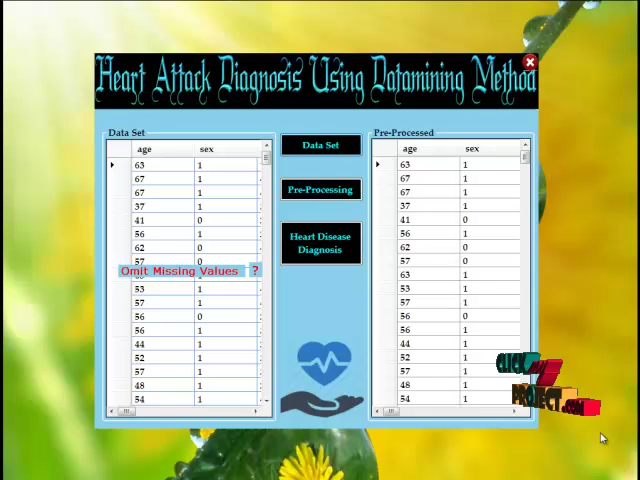 Heart Attack Diagnosis Using Datamining Method
Data Set
age sex
63 1
67 1
67 1
37 1
41 0
56 1
62 0
57 0
Omit Missing Values ?
53 1
57 1
56 0
56 1
44 1
52 1
57 1
48 1
54 1
Data Set
Pre-Processing
Heart Disease
Diagnosis
Pre-Processed
age sex
63 1
67 1
67 1
37 1
41 0
56 1
62 0
57 0
63 1
53 1
57 1
56 0
56 1
44 1
52 1
57 1
48 1
54 1
CLICK MY
PROJECT.COM